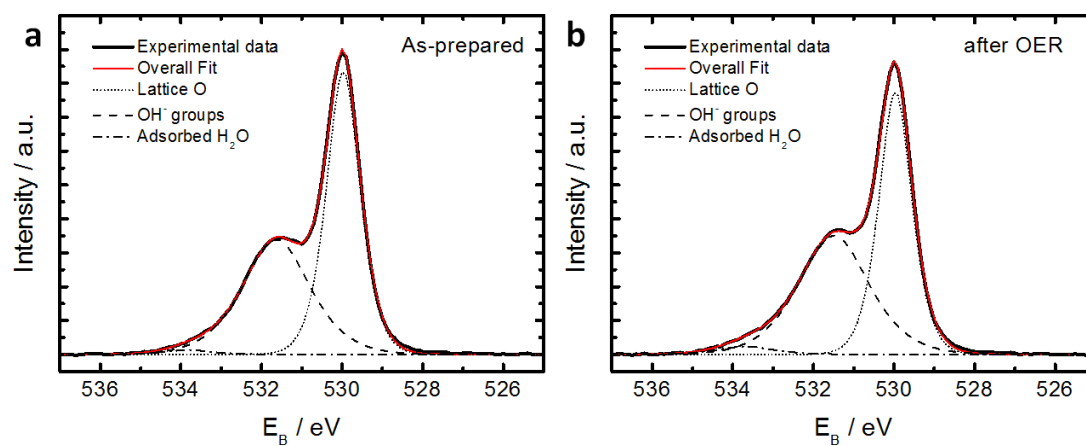 a
Experimental data
Overall Fit
Lattice O
OH⁻ groups
Adsorbed H₂O
As-prepared
Intensity / a.u.
536 534 532 530 528 526
E_B / eV
b
Experimental data
Overall Fit
Lattice O
OH⁻ groups
Adsorbed H₂O
after OER
Intensity / a.u.
536 534 532 530 528 526
E_B / eV